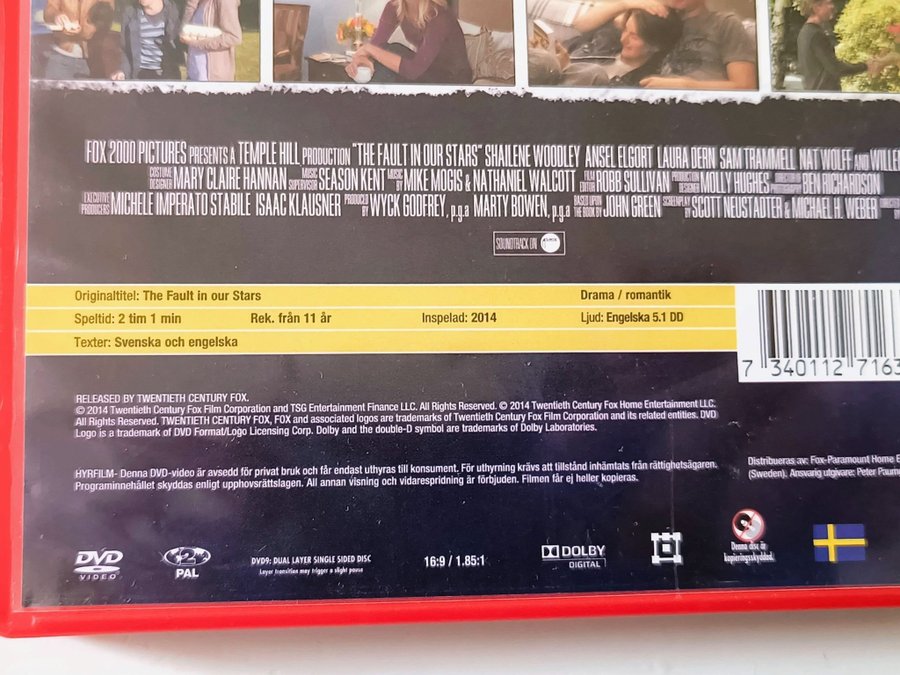 FOX 2000 PICTURES PRESENTS A TEMPLE HILL PRODUCTION "THE FAULT IN OUR STARS" SHAILENE WOODLEY ANSEL ELGORT LAURA DERN SAM TRAMMELL NAT WOLFF AND WILLEM
COSTUME DESIGNER MARY CLAIRE HANNAN MUSIC SUPERVISOR SEASON KENT MUSIC BY MIKE MOGIS & NATHANIEL WALCOTT FILM EDITOR ROBB SULLIVAN PRODUCTION DESIGNER MOLLY HUGHES BEN RICHARDSON
EXECUTIVE PRODUCERS MICHELE IMPERATO STABILE ISAAC KLAUSNER PRODUCED BY WYCK GODFREY, p.g.a MARTY BOWEN, p.g.a BASED UPON THE BOOK BY JOHN GREEN SCREENPLAY BY SCOTT NEUSTADTER & MICHAEL H. WEBER DIRECTED
SOUNDTRACK ON
Originaltitel: The Fault in our Stars Drama / romantik
Speltid: 2 tim 1 min Rek. från 11 år Inspelad: 2014 Ljud: Engelska 5.1 DD
Texter: Svenska och engelska
7 340112 7163
RELEASED BY TWENTIETH CENTURY FOX.
© 2014 Twentieth Century Fox Film Corporation and TSG Entertainment Finance LLC. All Rights Reserved. © 2014 Twentieth Century Fox Home Entertainment LLC.
All Rights Reserved. TWENTIETH CENTURY FOX, FOX and associated logos are trademarks of Twentieth Century Fox Film Corporation and its related entities. DVD
Logo is a trademark of DVD Format/Logo Licensing Corp. Dolby and the double-D symbol are trademarks of Dolby Laboratories.
HYRFILM- Denna DVD-video är avsedd för privat bruk och får endast uthyras till konsument. För uthyrning krävs att tillstånd inhämtats från rättighetsägaren.
Programinnehållet skyddas enligt upphovsrättslagen. All annan visning och vidarespridning är förbjuden. Filmen får ej heller kopieras.
Distribueras av: Fox-Paramount Home E
(Sweden). Ansvarig utgivare: Peter Paum
DVD VIDEO
2 PAL
DVD9: DUAL LAYER SINGLE SIDED DISC
Layer transition may trigger a slight pause
16:9 / 1.85:1
DOLBY DIGITAL
Denna disc är
kopieringsskyddad.